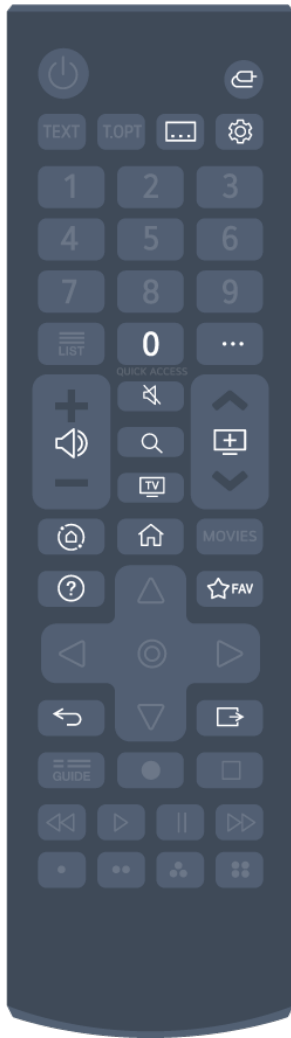 TEXT T.OPT ...
1 2 3
4 5 6
7 8 9
LIST 0 ...
QUICK ACCESS
+
TV
-
MOVIES
? FAV
GUIDE